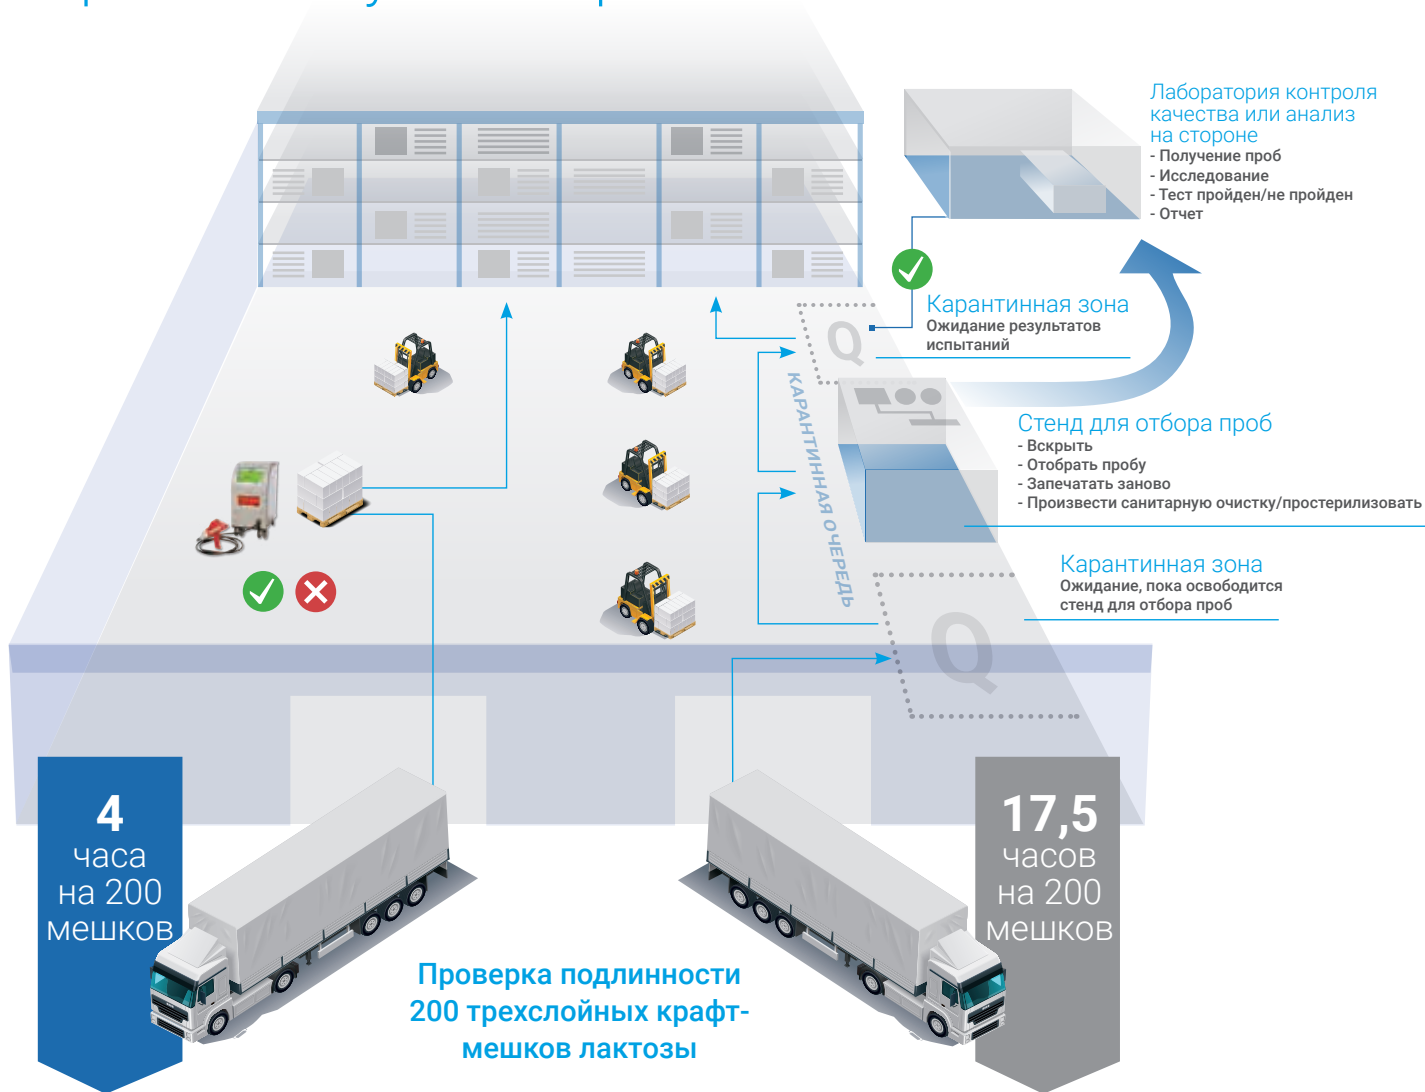 Лаборатория контроля
качества или анализ
на стороне
- Получение проб
- Исследование
- Тест пройден/не пройден
- Отчет
Карантинная зона
Ожидание результатов
испытаний
Q
КАРАНТИННАЯ ОЧЕРЕДЬ
Стенд для отбора проб
- Вскрыть
- Отобрать пробу
- Запечатать заново
- Произвести санитарную очистку/простерилизовать
Карантинная зона
Ожидание, пока освободится
стенд для отбора проб
Q
4
часа
на 200
мешков
17,5
часов
на 200
мешков
Проверка подлинности
200 трехслойных крафт-
мешков лактозы